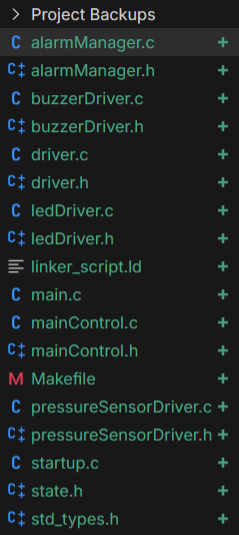 Project Backups
alarmManager.c +
alarmManager.h +
buzzerDriver.c +
buzzerDriver.h +
driver.c +
driver.h +
ledDriver.c +
ledDriver.h +
linker_script.ld +
main.c +
mainControl.c +
mainControl.h +
Makefile +
pressureSensorDriver.c +
pressureSensorDriver.h +
startup.c +
state.h +
std_types.h +